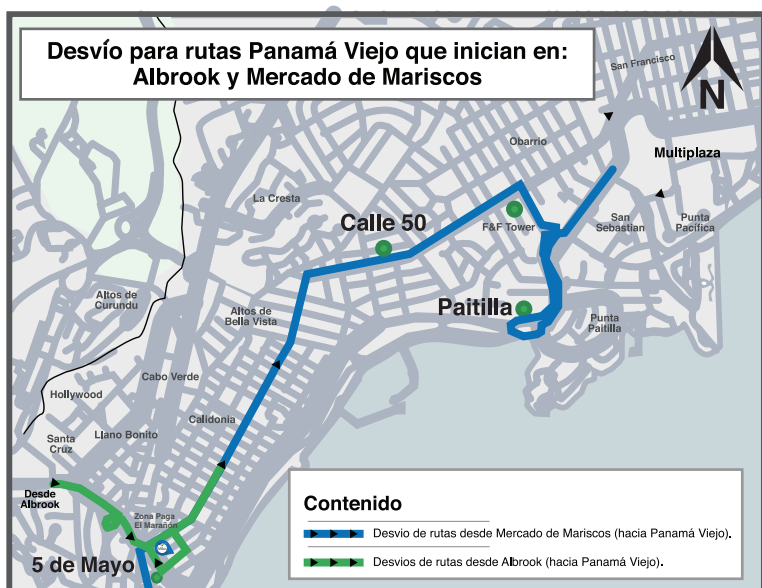 Desvío para rutas Panamá Viejo que inician en:
Albrook y Mercado de Mariscos
San Francisco
N
Obarrio
Multiplaza
La Cresta
Calle 50
F&F Tower
San
Sebastian
Punta
Pacífica
Altos de
Curundu
Altos de
Bella Vista
Paitilla
Punta
Paitilla
Cabo Verde
Hollywood
Calidonia
Santa
Cruz
Llano Bonito
Desde
Albrook
Zona Paga
El Marañón
5 de Mayo
Contenido
Desvio de rutas desde Mercado de Mariscos (hacia Panamá Viejo).
Desvios de rutas desde Albrook (hacia Panamá Viejo).